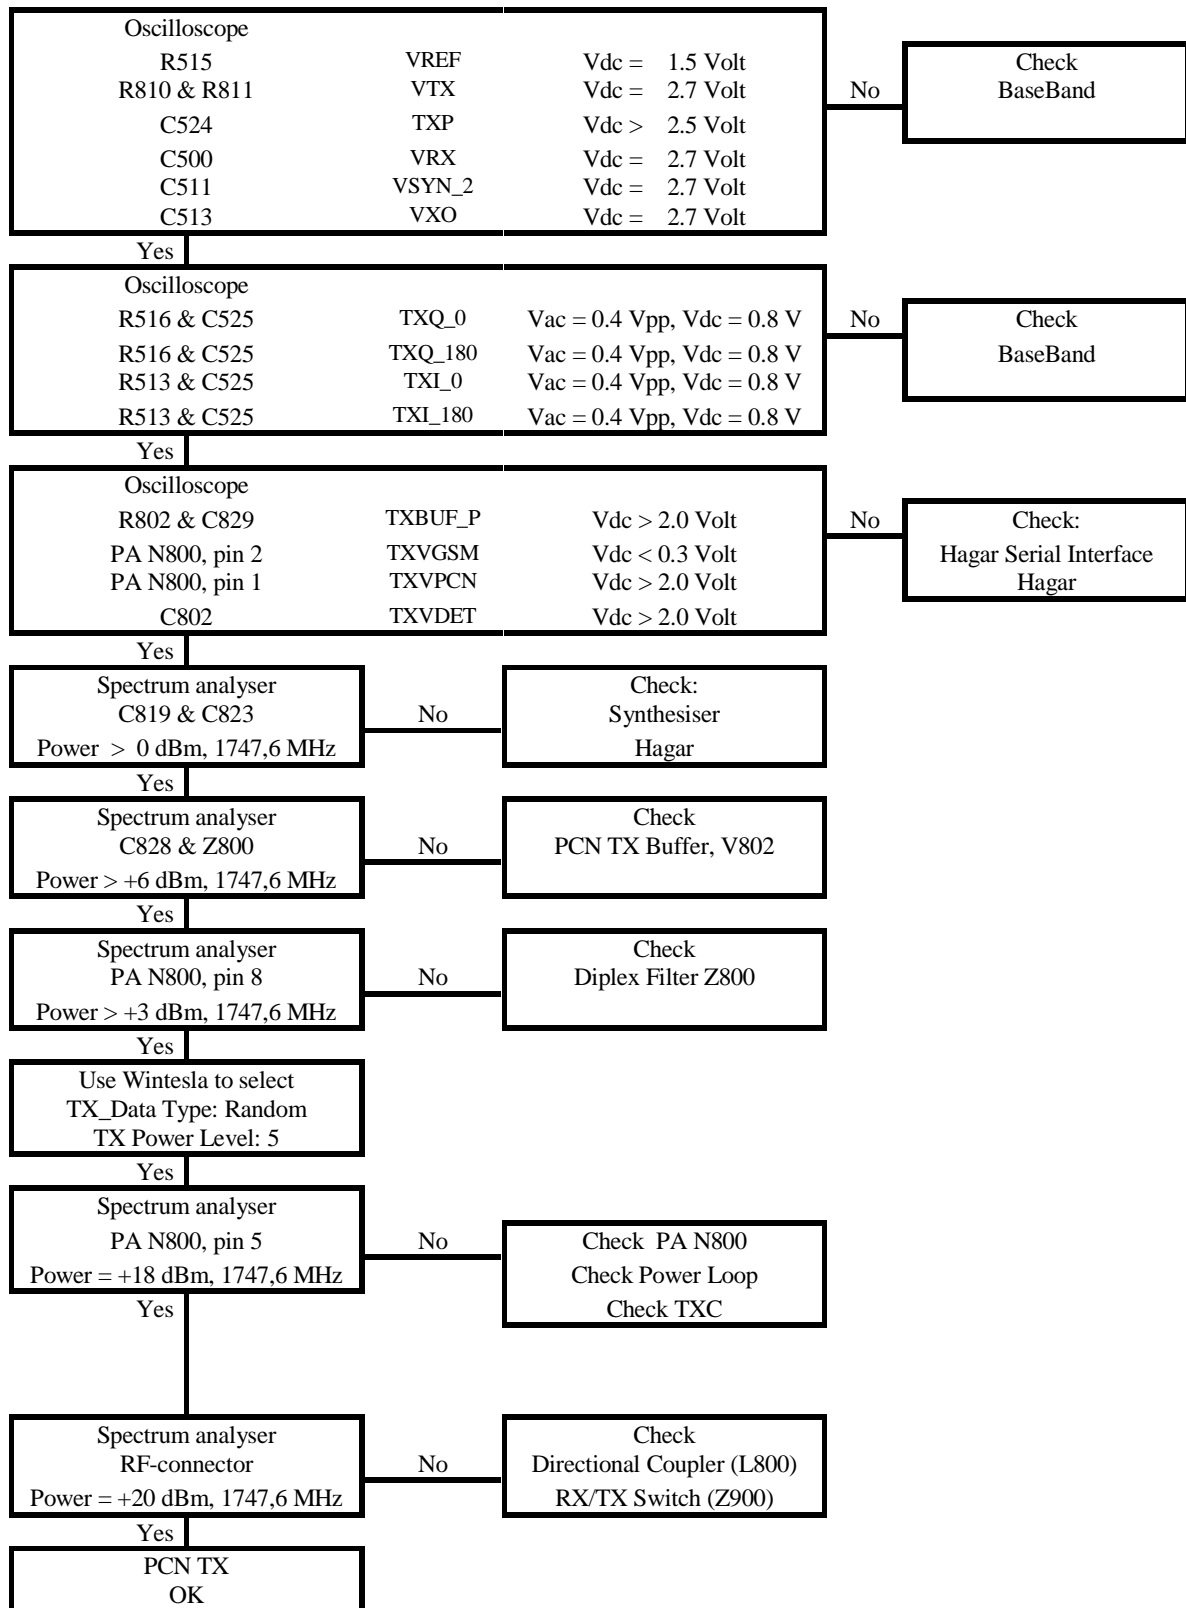 Oscilloscope
R515 VREF Vdc = 1.5 Volt
R810 & R811 VTX Vdc = 2.7 Volt
C524 TXP Vdc > 2.5 Volt
C500 VRX Vdc = 2.7 Volt
C511 VSYN_2 Vdc = 2.7 Volt
C513 VXO Vdc = 2.7 Volt
No
Check
BaseBand
Yes
Oscilloscope
R516 & C525 TXQ_0 Vac = 0.4 Vpp, Vdc = 0.8 V
R516 & C525 TXQ_180 Vac = 0.4 Vpp, Vdc = 0.8 V
R513 & C525 TXI_0 Vac = 0.4 Vpp, Vdc = 0.8 V
R513 & C525 TXI_180 Vac = 0.4 Vpp, Vdc = 0.8 V
No
Check
BaseBand
Yes
Oscilloscope
R802 & C829 TXBUF_P Vdc > 2.0 Volt
PA N800, pin 2 TXVGSM Vdc < 0.3 Volt
PA N800, pin 1 TXVPCN Vdc > 2.0 Volt
C802 TXVDET Vdc > 2.0 Volt
No
Check:
Hagar Serial Interface
Hagar
Yes
Spectrum analyser
C819 & C823
Power > 0 dBm, 1747,6 MHz
No
Check:
Synthesiser
Hagar
Yes
Spectrum analyser
C828 & Z800
Power > +6 dBm, 1747,6 MHz
No
Check
PCN TX Buffer, V802
Yes
Spectrum analyser
PA N800, pin 8
Power > +3 dBm, 1747,6 MHz
No
Check
Diplex Filter Z800
Yes
Use Wintesla to select
TX_Data Type: Random
TX Power Level: 5
Yes
Spectrum analyser
PA N800, pin 5
Power = +18 dBm, 1747,6 MHz
No
Check PA N800
Check Power Loop
Check TXC
Yes
Spectrum analyser
RF-connector
Power = +20 dBm, 1747,6 MHz
No
Check
Directional Coupler (L800)
RX/TX Switch (Z900)
Yes
PCN TX
OK